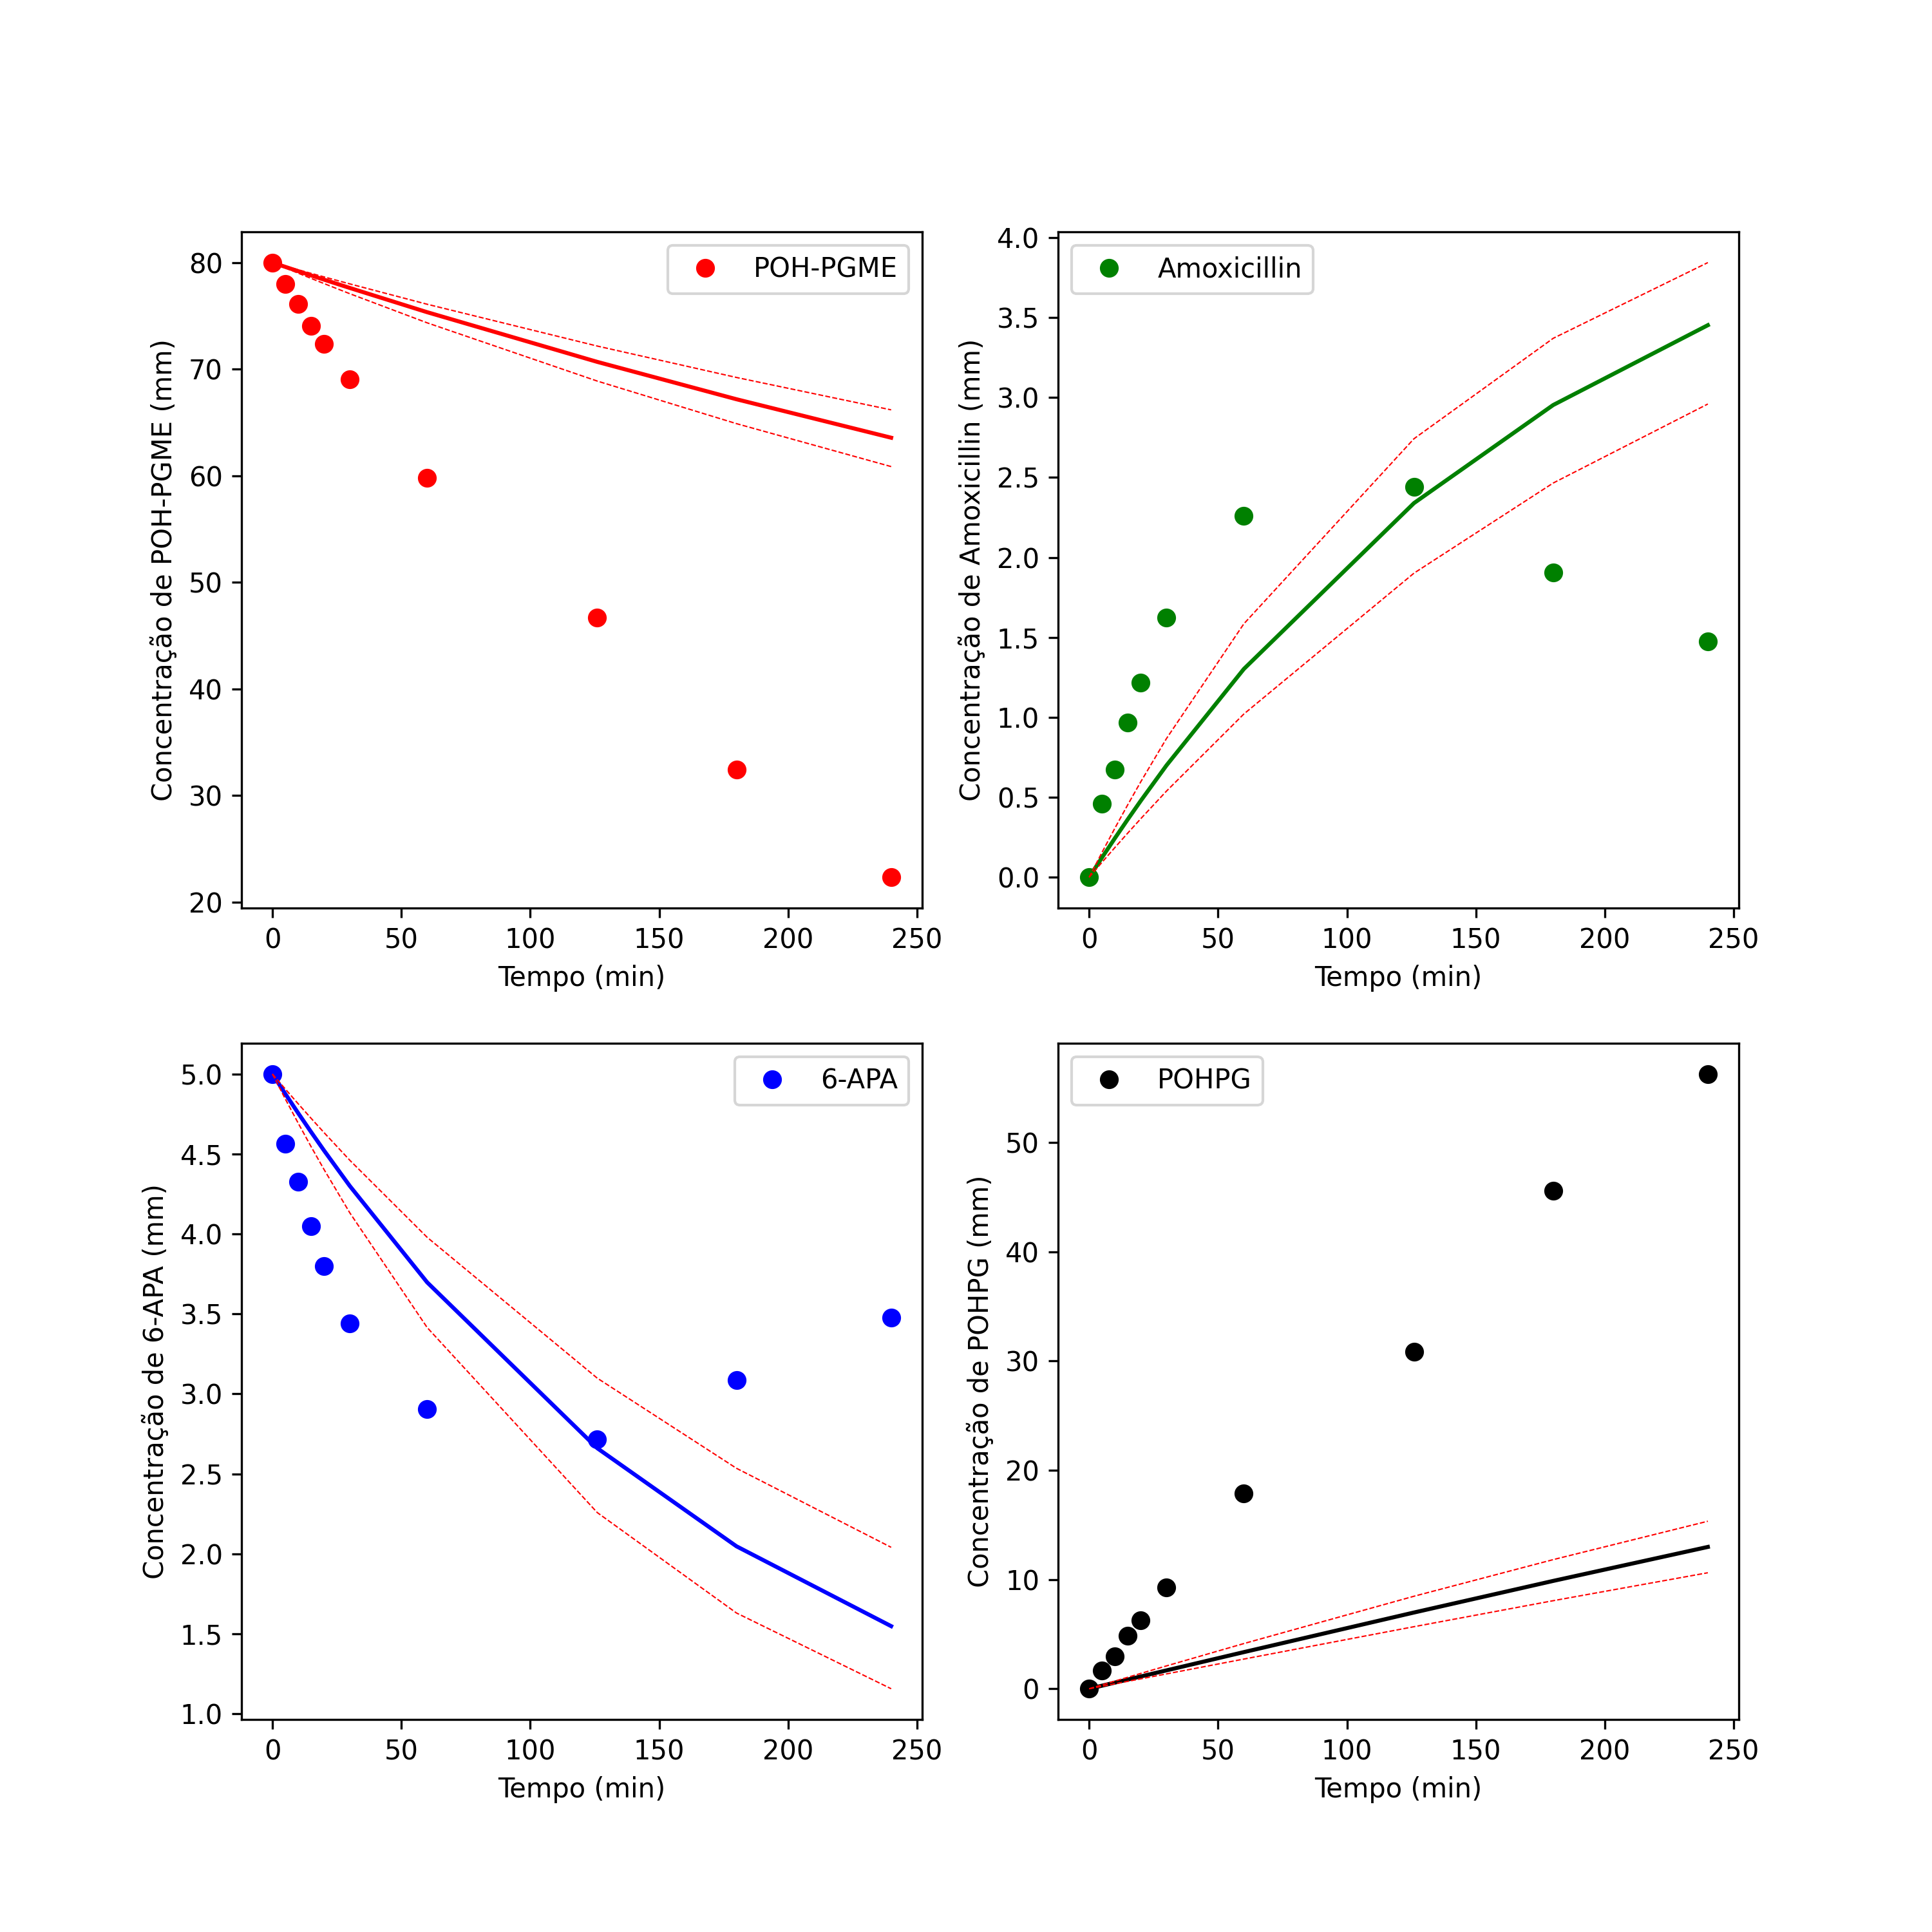 POH-PGME
Concentração de POH-PGME (mm)
80
70
60
50
40
30
20
0 50 100 150 200 250
Tempo (min)
Amoxicillin
Concentração de Amoxicillin (mm)
4.0
3.5
3.0
2.5
2.0
1.5
1.0
0.5
0.0
0 50 100 150 200 250
Tempo (min)
6-APA
Concentração de 6-APA (mm)
5.0
4.5
4.0
3.5
3.0
2.5
2.0
1.5
1.0
0 50 100 150 200 250
Tempo (min)
POHPG
Concentração de POHPG (mm)
50
40
30
20
10
0
0 50 100 150 200 250
Tempo (min)